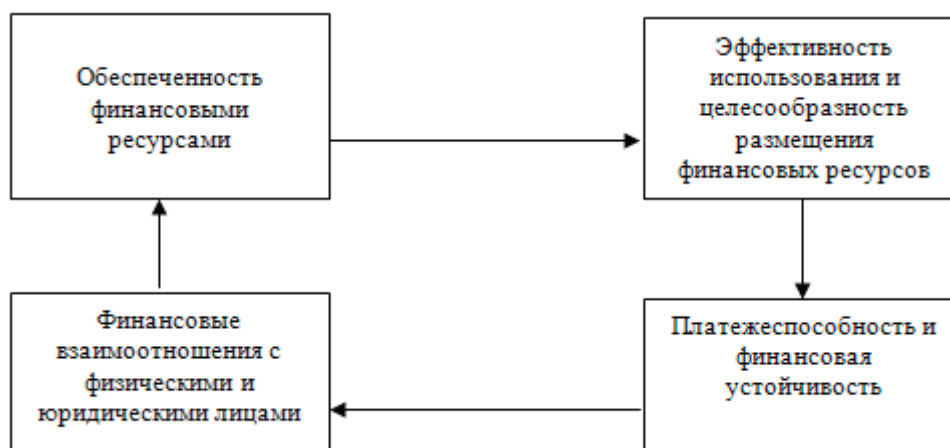 Обеспеченность
финансовыми
ресурсами
Эффективность
использования и
целесообразность
размещения
финансовых ресурсов
Финансовые
взаимоотношения с
физическими и
юридическими лицами
Платежеспособность и
финансовая
устойчивость